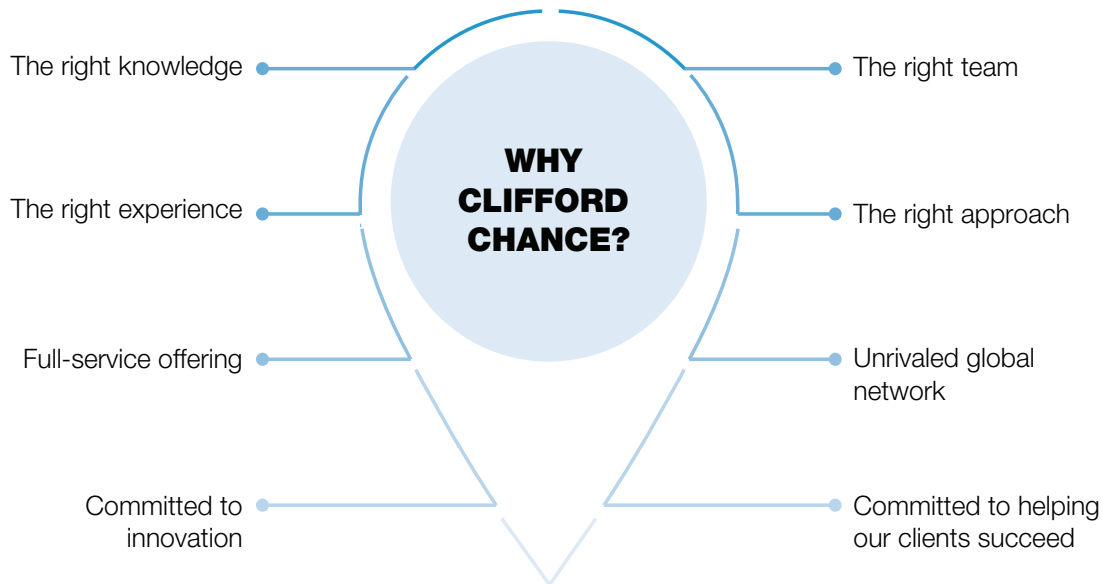 The right knowledge
The right team
WHY
CLIFFORD
CHANCE?
The right experience
The right approach
Full-service offering
Unrivaled global
network
Committed to
innovation
Committed to helping
our clients succeed